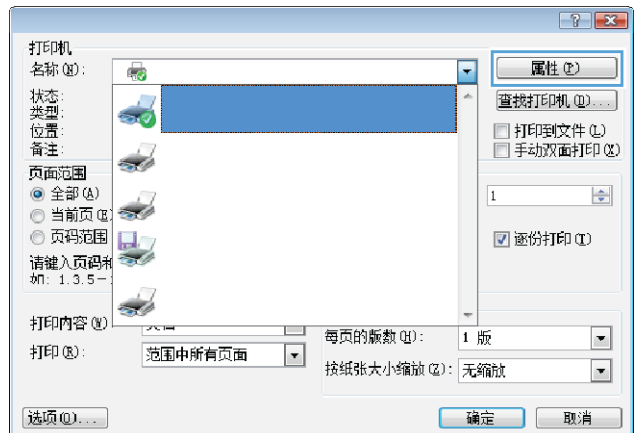 打印机
名称(N):
属性(P)
状态:
查找打印机(D)...
类型:
位置:
打印到文件(L)
备注:
手动双面打印(X)
页面范围
全部(A)
1
当前页(E)
页码范围
逐份打印(T)
请键入页码和
如: 1.3.5-
打印内容(W):
每页的版数(H):
1 版
打印(R):
范围中所有页面
按纸张大小缩放(Z):
无缩放
选项(O)...
确定
取消